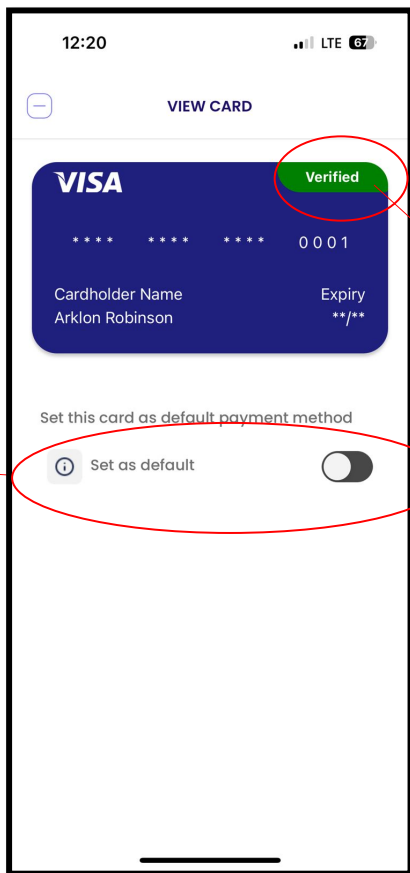 12:20 LTE 67
VIEW CARD
VISA Verified
**** **** **** 0001
Cardholder Name Expiry
Arklon Robinson **/**
Set this card as default payment method
Set as default